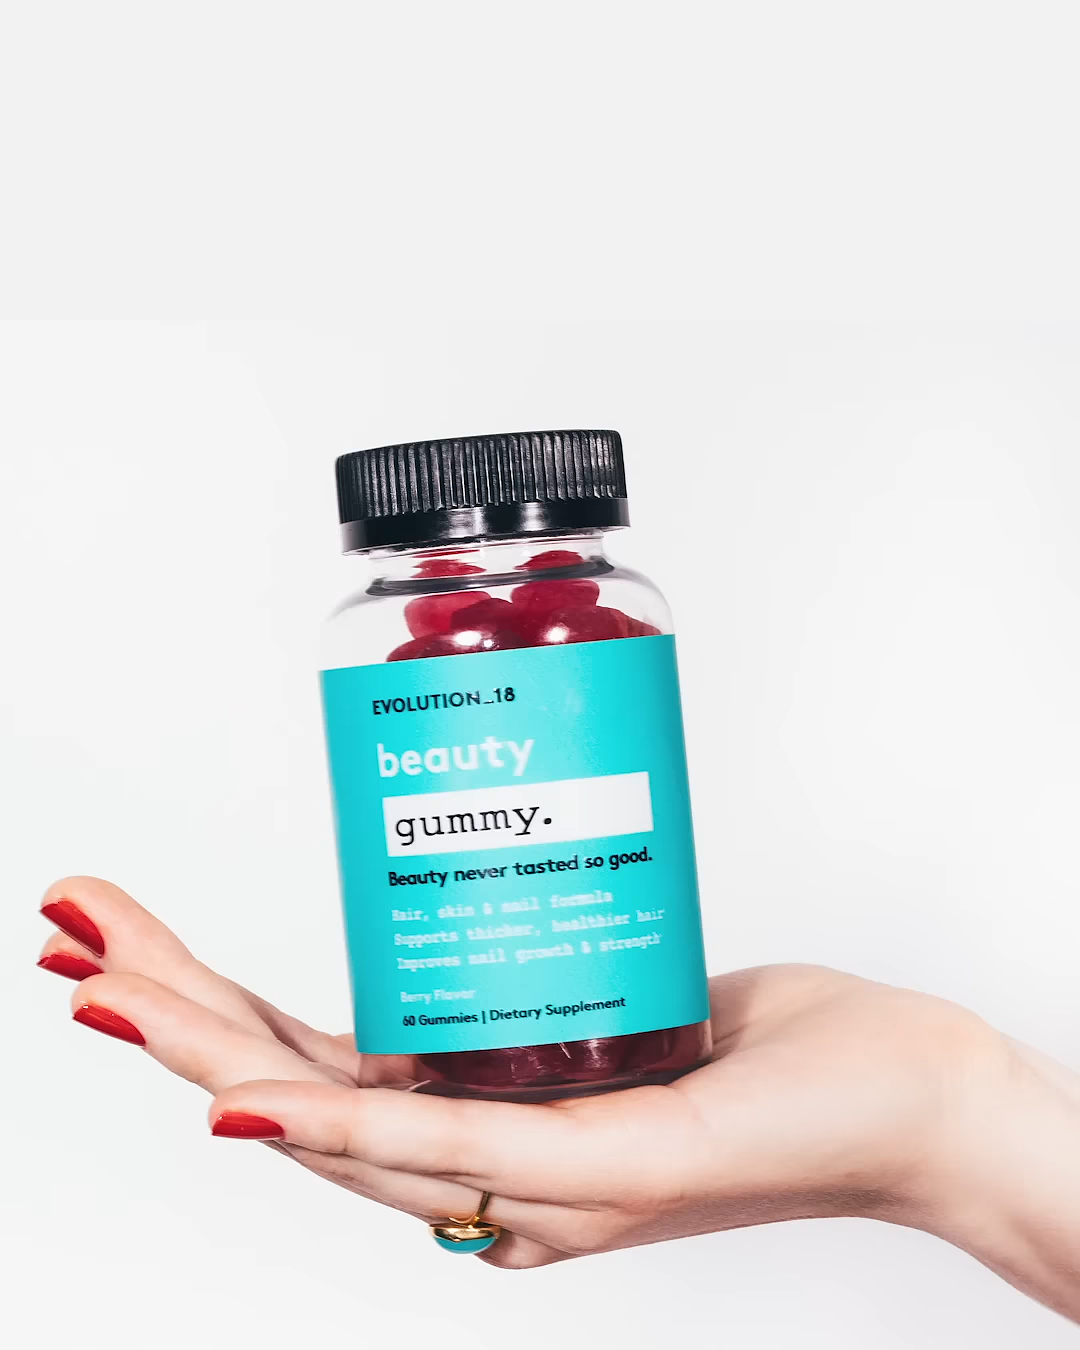 EVOLUTION_18
beauty
gummy.
Beauty never tasted so good.
Hair, skin & nail formula
Supports thicker, healthier hair
Improves nail growth & strength
Berry Flavor
60 Gummies | Dietary Supplement